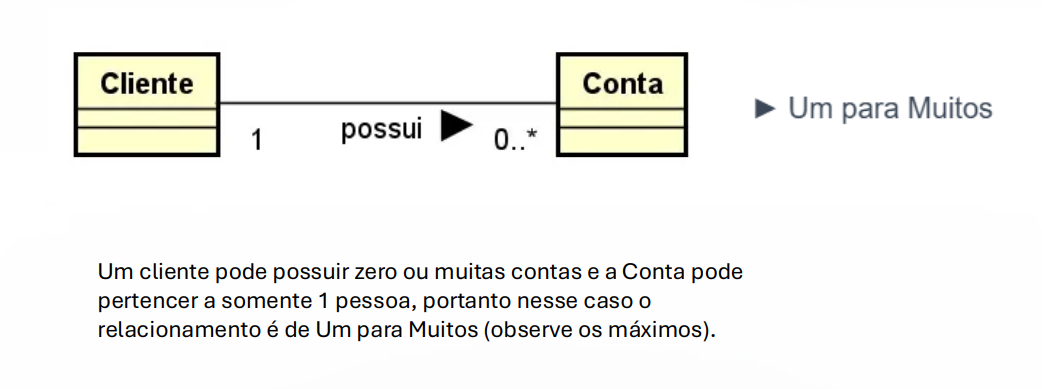 Cliente
Conta
► Um para Muitos
1
possui ►
0..*
Um cliente pode possuir zero ou muitas contas e a Conta pode
pertencer a somente 1 pessoa, portanto nesse caso o
relacionamento é de Um para Muitos (observe os máximos).